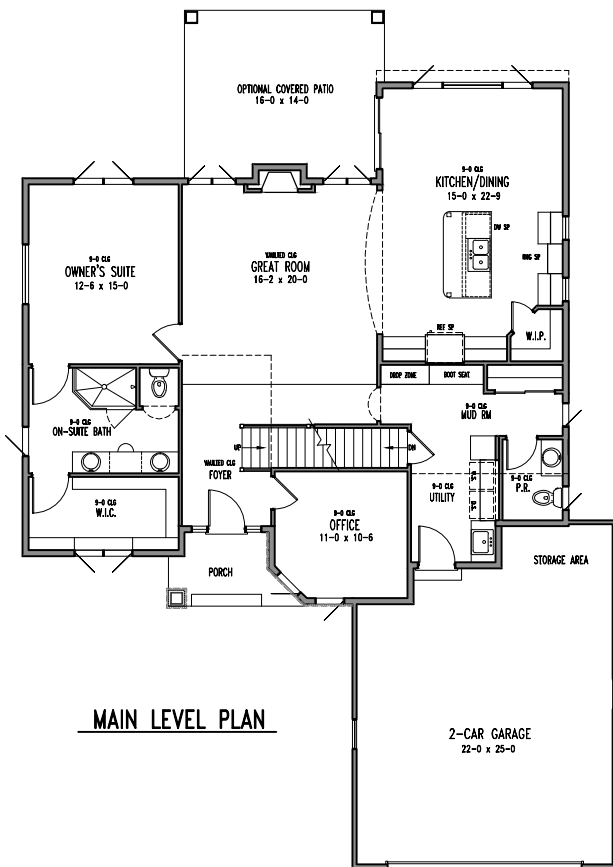 OPTIONAL COVERED PATIO
16-0 x 14-0
9-0 CLG
KITCHEN/DINING
15-0 x 22-9
DW SP
RNG SP
9-0 CLG
OWNER'S SUITE
12-6 x 15-0
VAULTED CLG
GREAT ROOM
16-2 x 20-0
REF SP
W.I.P.
DROP ZONE
BOOT SEAT
9-0 CLG
MUD RM
9-0 CLG
ON-SUITE BATH
UP
DN
VAULTED CLG
FOYER
9-0 CLG
W.I.C.
9-0 CLG
OFFICE
11-0 x 10-6
9-0 CLG
UTILITY
9-0 CLG
P.R.
PORCH
STORAGE AREA
MAIN LEVEL PLAN
2-CAR GARAGE
22-0 x 25-0